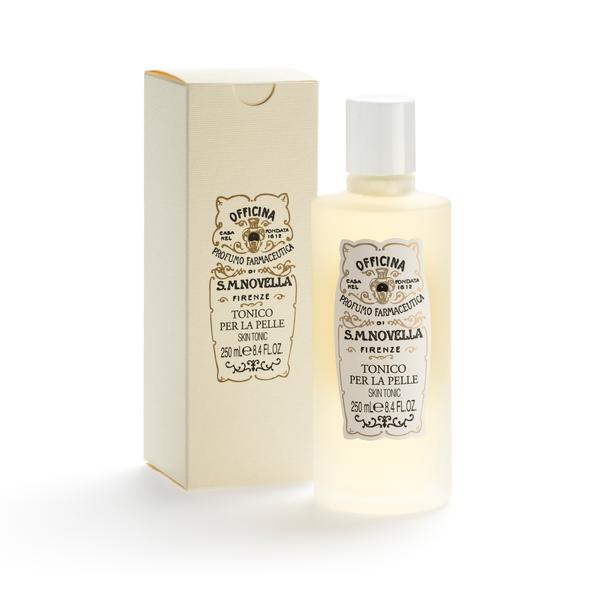 OFFICINA
CASA FONDATA
NEL 1612
PROFUMO FARMACEUTICA
DI
S.M.NOVELLA
FIRENZE
TONICO
PER LA PELLE
SKIN TONIC
250 mL℮8.4 FL.OZ.
OFFICINA
CASA FONDATA
NEL 1612
PROFUMO FARMACEUTICA
DI
S.M.NOVELLA
FIRENZE
TONICO
PER LA PELLE
SKIN TONIC
250 mL℮8.4 FL.OZ.